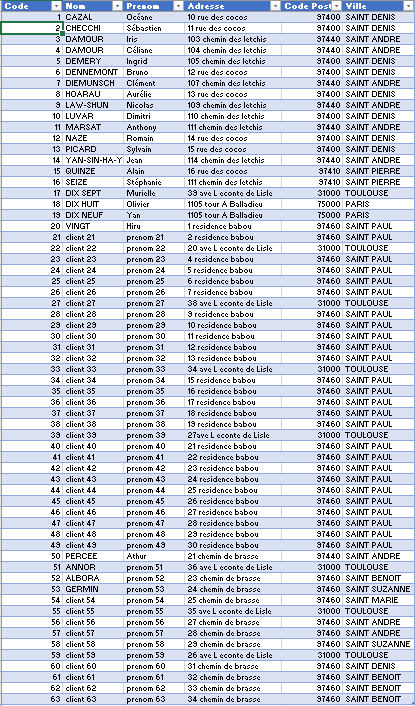 Code Nom Prenom Adresse Code Post Ville
1 CAZAL Océane 10 rue des cocos 97400 SAINT DENIS
2 CHECCHI Sébastien 11 rue des cocos 97400 SAINT DENIS
3 DAMOUR Iris 103 chemin des letchis 97440 SAINT ANDRE
4 DAMOUR Céliane 104 chemin des letchis 97440 SAINT ANDRE
5 DEMERY Ingrid 105 chemin des letchis 97400 SAINT DENIS
6 DENNEMONT Bruno 12 rue des cocos 97400 SAINT DENIS
7 DIEMUNSCH Clément 107 chemin des letchis 97440 SAINT ANDRE
8 HOARAU Aurélie 13 rue des cocos 97400 SAINT DENIS
9 LAW-SHUN Nicolas 109 chemin des letchis 97440 SAINT ANDRE
10 LUVAR Dimitri 110 chemin des letchis 97400 SAINT DENIS
11 MARSAT Anthony 111 chemin des letchis 97440 SAINT ANDRE
12 NAZE Romain 14 rue des cocos 97400 SAINT DENIS
13 PICARD Sylvain 15 rue des cocos 97400 SAINT DENIS
14 YAN-SIN-HA-Y Jean 114 chemin des letchis 97440 SAINT ANDRE
15 QUINZE Alain 16 rue des cocos 97410 SAINT PIERRE
16 SEIZE Stéphanie 111 chemin des letchis 97410 SAINT PIERRE
17 DIX SEPT Murielle 39 ave L econte de Lisle 31000 TOULOUSE
18 DIX HUIT Olivier 1105 tour A Balladieu 75000 PARIS
19 DIX NEUF Yan 1105 tour A Balladieu 75000 PARIS
20 VINGT Hiru 1 residence babou 97460 SAINT PAUL
21 client 21 prenom 21 2 residence babou 97460 SAINT PAUL
22 client 22 prenom 22 20 ave L econte de Lisle 31000 TOULOUSE
23 client 23 prenom 23 4 residence babou 97460 SAINT PAUL
24 client 24 prenom 24 5 residence babou 97460 SAINT PAUL
25 client 25 prenom 25 6 residence babou 97460 SAINT PAUL
26 client 26 prenom 26 7 residence babou 97460 SAINT PAUL
27 client 27 prenom 27 38 ave L econte de Lisle 31000 TOULOUSE
28 client 28 prenom 28 9 residence babou 97460 SAINT PAUL
29 client 29 prenom 29 10 residence babou 97460 SAINT PAUL
30 client 30 prenom 30 11 residence babou 97460 SAINT PAUL
31 client 31 prenom 31 12 residence babou 97460 SAINT PAUL
32 client 32 prenom 32 13 residence babou 97460 SAINT PAUL
33 client 33 prenom 33 34 ave L econte de Lisle 31000 TOULOUSE
34 client 34 prenom 34 15 residence babou 97460 SAINT PAUL
35 client 35 prenom 35 16 residence babou 97460 SAINT PAUL
36 client 36 prenom 36 17 residence babou 97460 SAINT PAUL
37 client 37 prenom 37 18 residence babou 97460 SAINT PAUL
38 client 38 prenom 38 19 residence babou 97460 SAINT PAUL
39 client 39 prenom 39 27ave L econte de Lisle 31000 TOULOUSE
40 client 40 prenom 40 21 residence babou 97460 SAINT PAUL
41 client 41 prenom 41 22 residence babou 97460 SAINT PAUL
42 client 42 prenom 42 23 residence babou 97460 SAINT PAUL
43 client 43 prenom 43 24 residence babou 97460 SAINT PAUL
44 client 44 prenom 44 25 residence babou 97460 SAINT PAUL
45 client 45 prenom 45 26 residence babou 97460 SAINT PAUL
46 client 46 prenom 46 27 residence babou 97460 SAINT PAUL
47 client 47 prenom 47 28 residence babou 97460 SAINT PAUL
48 client 48 prenom 48 29 residence babou 97460 SAINT PAUL
49 client 49 prenom 49 30 residence babou 97460 SAINT PAUL
50 PERCEE Athur 21 chemin de brasse 97440 SAINT ANDRE
51 ANNOR prenom 51 36 ave L econte de Lisle 31000 TOULOUSE
52 ALBORA prenom 52 23 chemin de brasse 97460 SAINT BENOIT
53 GERMIN prenom 53 24 chemin de brasse 97460 SAINT SUZANNE
54 client 54 prenom 54 25 chemin de brasse 97460 SAINT MARIE
55 client 55 prenom 55 35 ave L econte de Lisle 31000 TOULOUSE
56 client 56 prenom 56 27 chemin de brasse 97460 SAINT ANDRE
57 client 57 prenom 57 28 chemin de brasse 97460 SAINT ANDRE
58 client 58 prenom 58 29 chemin de brasse 97460 SAINT SUZANNE
59 client 59 prenom 59 26 ave L econte de Lisle 31000 TOULOUSE
60 client 60 prenom 60 31 chemin de brasse 97460 SAINT DENIS
61 client 61 prenom 61 32 chemin de brasse 97460 SAINT BENOIT
62 client 62 prenom 62 33 chemin de brasse 97460 SAINT BENOIT
63 client 63 prenom 63 34 chemin de brasse 97460 SAINT BENOIT